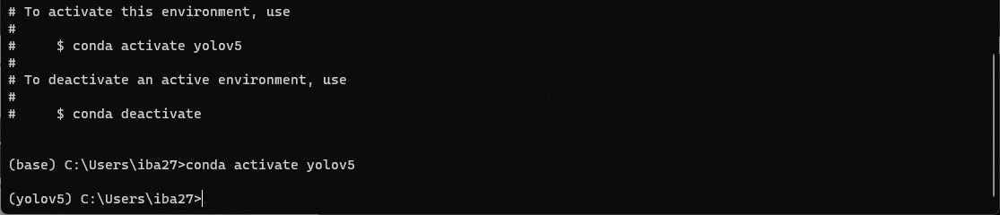 # To activate this environment, use
#
#     $ conda activate yolov5
#
# To deactivate an active environment, use
#
#     $ conda deactivate
(base) C:\Users\iba27>conda activate yolov5
(yolov5) C:\Users\iba27>